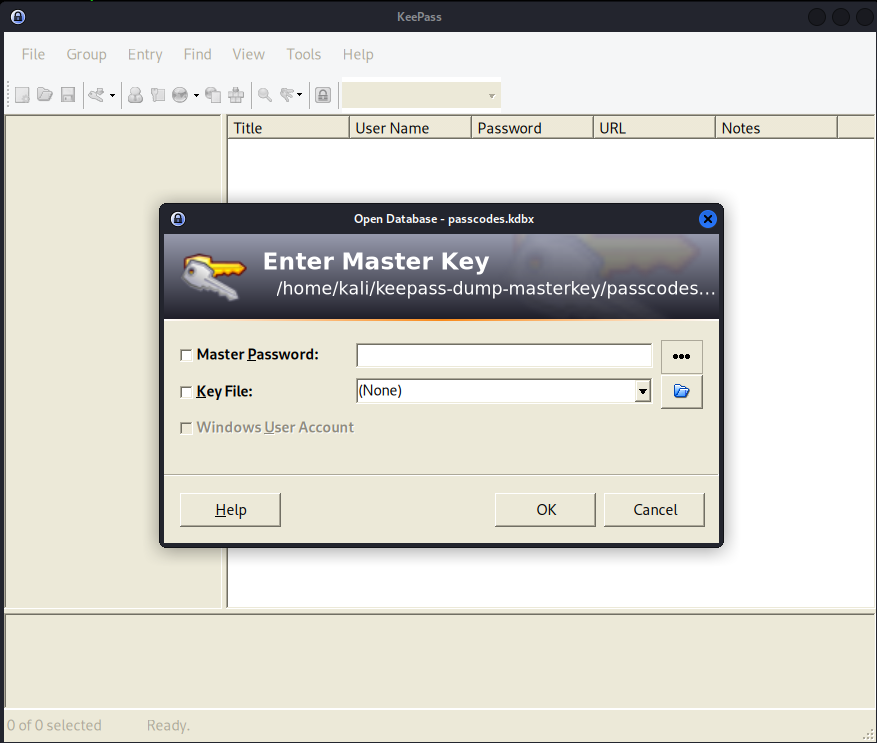 KeePass
File Group Entry Find View Tools Help
Title User Name Password URL Notes
Open Database - passcodes.kdbx
Enter Master Key
/home/kali/keepass-dump-masterkey/passcodes...
Master Password:
Key File: (None)
Windows User Account
Help OK Cancel
0 of 0 selected Ready.